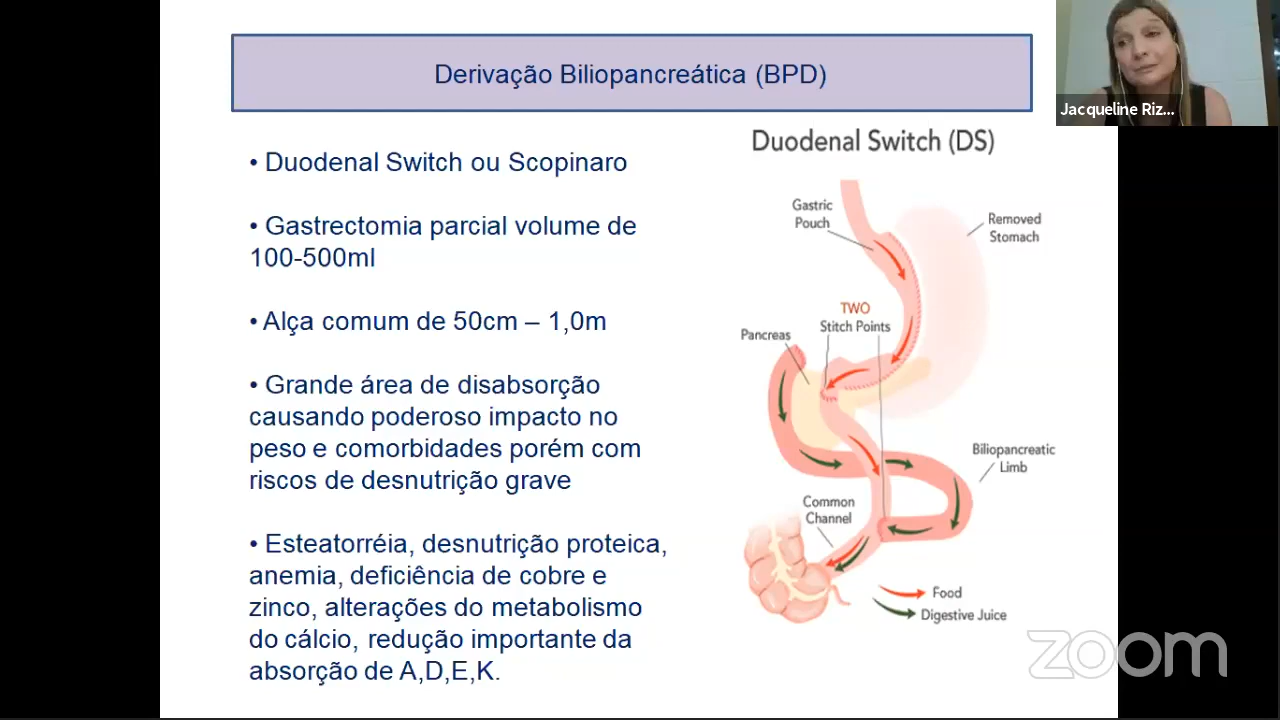 Derivação Biliopancreática (BPD)
Jacqueline Riz...
Duodenal Switch (DS)
• Duodenal Switch ou Scopinaro
• Gastrectomia parcial volume de
100-500ml
• Alça comum de 50cm – 1,0m
• Grande área de disabsorção
causando poderoso impacto no
peso e comorbidades porém com
riscos de desnutrição grave
• Esteatorréia, desnutrição proteica,
anemia, deficiência de cobre e
zinco, alterações do metabolismo
do cálcio, redução importante da
absorção de A,D,E,K.
Gastric
Pouch
Removed
Stomach
TWO
Stitch Points
Pancreas
Biliopancreatic
Limb
Common
Channel
Food
Digestive Juice
zoom